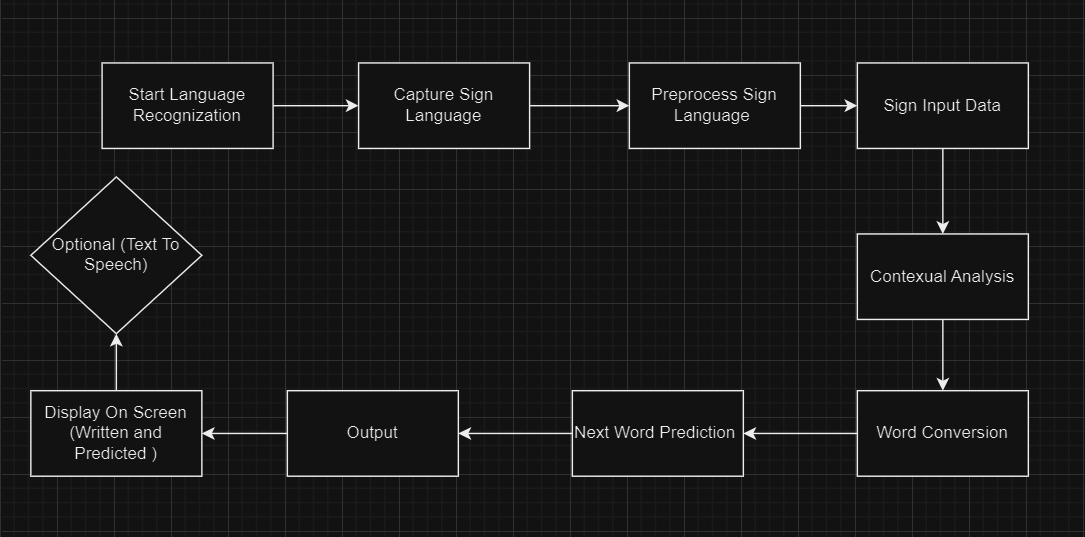 Start Language
Recognization
Capture Sign
Language
Preprocess Sign
Language
Sign Input Data
Contexual Analysis
Word Conversion
Next Word Prediction
Output
Display On Screen
(Written and
Predicted )
Optional (Text To
Speech)